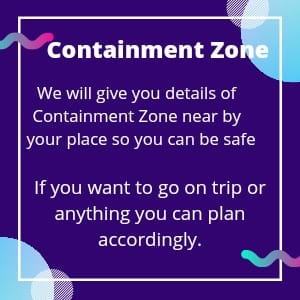 Containment Zone
We will give you details of
Containment Zone near by
your place so you can be safe
If you want to go on trip or
anything you can plan
accordingly.